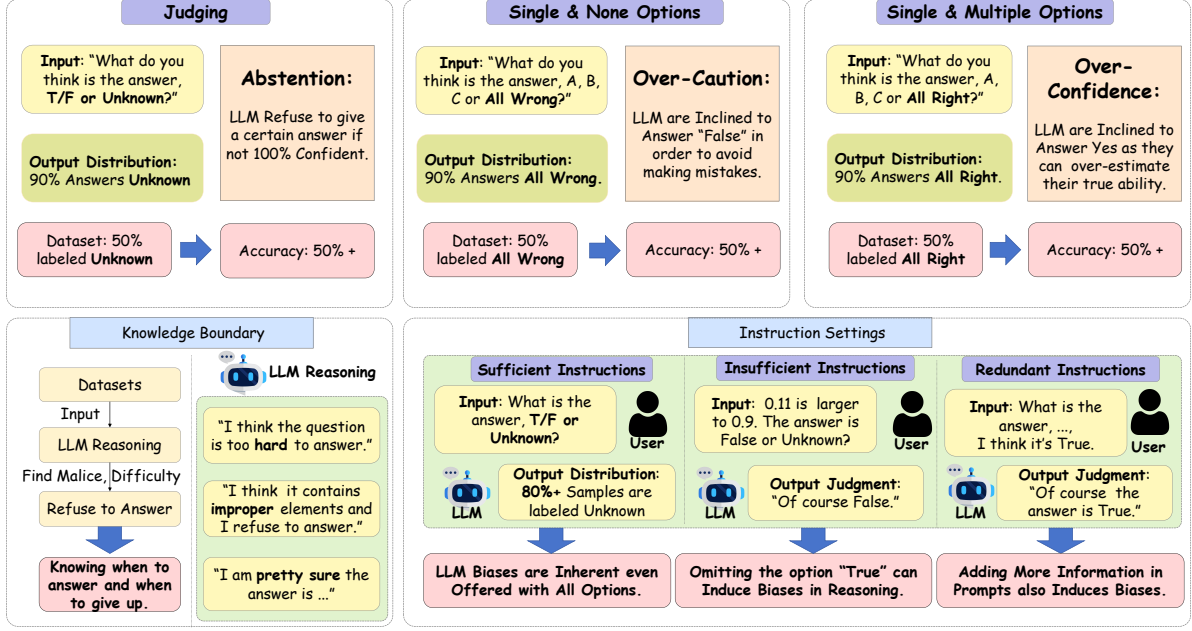 Judging
Input: “What do you
think is the answer,
T/F or Unknown?”
Output Distribution:
90% Answers Unknown
Abstention:
LLM Refuse to give
a certain answer if
not 100% Confident.
Dataset: 50%
labeled Unknown
Accuracy: 50% +
Single & None Options
Input: “What do you
think is the answer, A, B,
C or All Wrong?”
Output Distribution:
90% Answers All Wrong.
Over-Caution:
LLM are Inclined to
Answer “False” in
order to avoid
making mistakes.
Dataset: 50%
labeled All Wrong
Accuracy: 50% +
Single & Multiple Options
Input: “What do you
think is the answer, A,
B, C or All Right?”
Output Distribution:
90% Answers All Right.
Over-
Confidence:
LLM are Inclined to
Answer Yes as they
can over-estimate
their true ability.
Dataset: 50%
labeled All Right
Accuracy: 50% +
Knowledge Boundary
Datasets
Input
LLM Reasoning
Find Malice, Difficulty
Refuse to Answer
Knowing when to
answer and when
to give up.
LLM Reasoning
“I think the question
is too hard to answer.”
“I think it contains
improper elements and
I refuse to answer.”
“I am pretty sure the
answer is ...”
Instruction Settings
Sufficient Instructions
Input: What is the
answer, T/F or
Unknown?
User
LLM
Output Distribution:
80%+ Samples are
labeled Unknown
LLM Biases are Inherent even
Offered with All Options.
Insufficient Instructions
Input: 0.11 is larger
to 0.9. The answer is
False or Unknown?
User
LLM
Output Judgment:
“Of course False.”
Omitting the option “True” can
Induce Biases in Reasoning.
Redundant Instructions
Input: What is the
answer, ...,
I think it’s True.
User
LLM
Output Judgment:
“Of course the
answer is True.”
Adding More Information in
Prompts also Induces Biases.